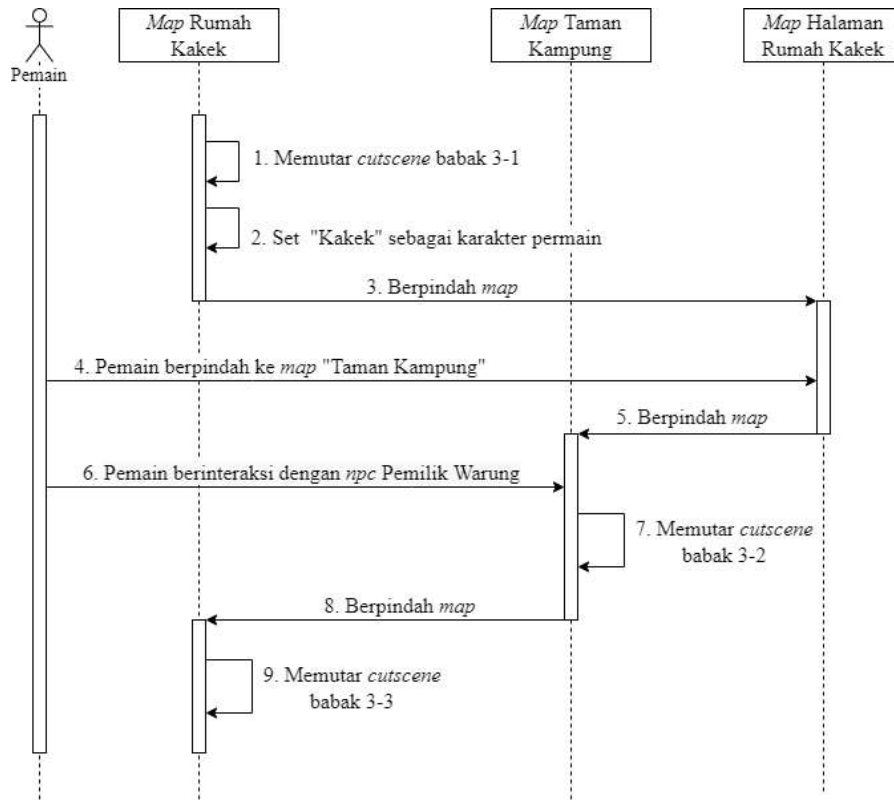 Pemain
Map Rumah
Kakek
Map Taman
Kampung
Map Halaman
Rumah Kakek
1. Memutar cutscene babak 3-1
2. Set "Kakek" sebagai karakter permain
3. Berpindah map
4. Pemain berpindah ke map "Taman Kampung"
5. Berpindah map
6. Pemain berinteraksi dengan npc Pemilik Warung
7. Memutar cutscene
babak 3-2
8. Berpindah map
9. Memutar cutscene
babak 3-3